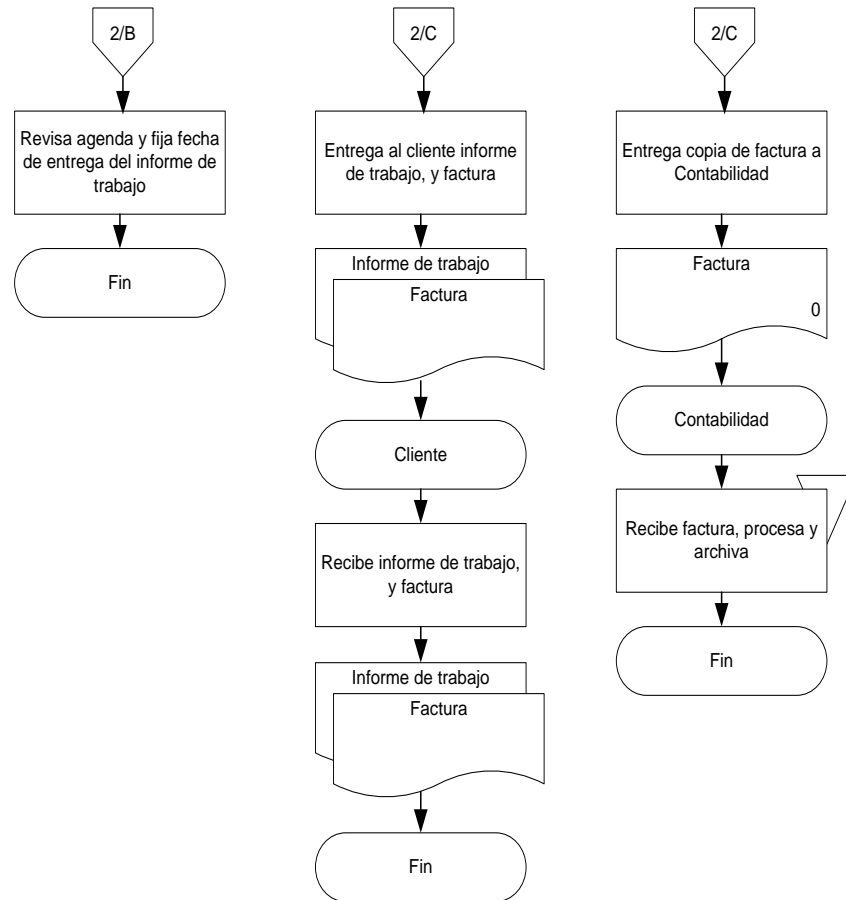 2/B
Revisa agenda y fija fecha
de entrega del informe de
trabajo
Fin
2/C
Entrega al cliente informe
de trabajo, y factura
Informe de trabajo
Factura
Cliente
Recibe informe de trabajo,
y factura
Informe de trabajo
Factura
Fin
2/C
Entrega copia de factura a
Contabilidad
Factura
0
Contabilidad
Recibe factura, procesa y
archiva
Fin